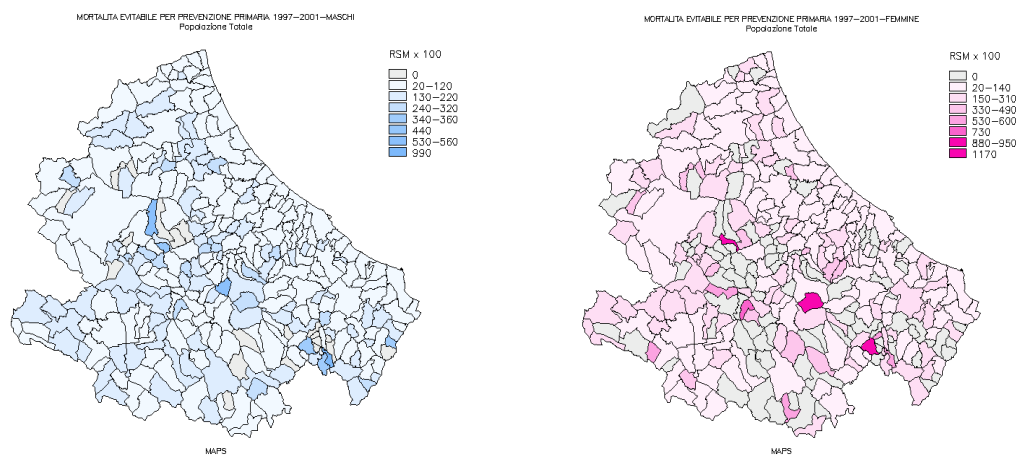 MORTALITA EVITABILE PER PREVENZIONE PRIMARIA 1997-2001-MASCHI
Popolazione Totale
RSM x 100
0
20-120
130-220
240-320
340-360
440
530-560
990
MAPS
MORTALITA EVITABILE PER PREVENZIONE PRIMARIA 1997-2001-FEMMINE
Popolazione Totale
RSM x 100
0
20-140
150-310
330-490
530-600
730
880-950
1170
MAPS